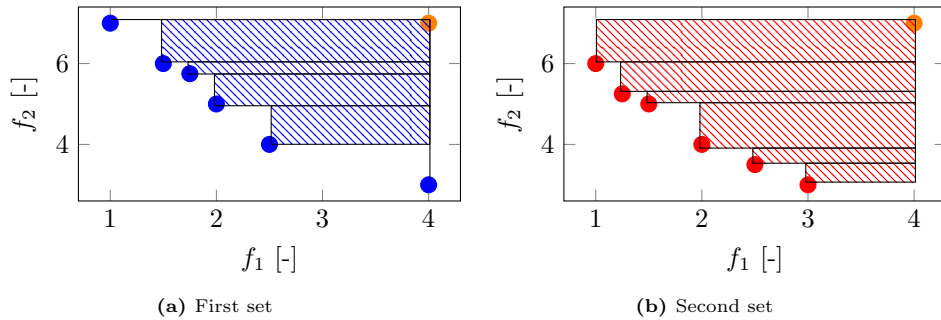 6
4
f₂ [-]
1 2 3 4
f₁ [-]
(a) First set
6
4
f₂ [-]
1 2 3 4
f₁ [-]
(b) Second set